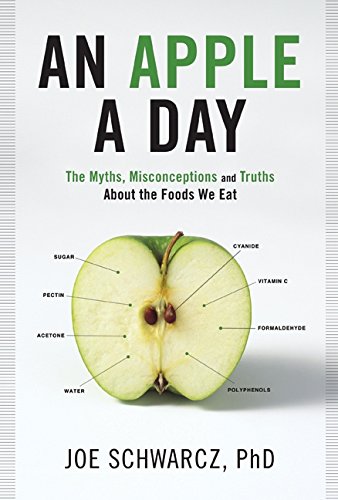 AN APPLE
A DAY
The Myths, Misconceptions and Truths
About the Foods We Eat
CYANIDE
SUGAR
VITAMIN C
PECTIN
FORMALDEHYDE
ACETONE
WATER
POLYPHENOLS
JOE SCHWARCZ, PhD